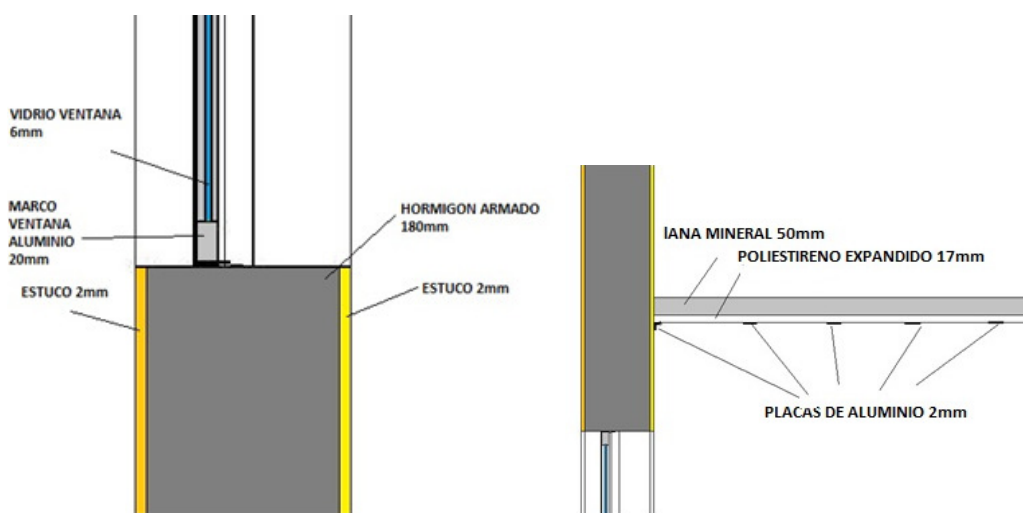 VIDRIO VENTANA
6mm
MARCO
VENTANA
ALUMINIO
20mm
HORMIGON ARMADO
180mm
ESTUCO 2mm
ESTUCO 2mm
lANA MINERAL 50mm
POLIESTIRENO EXPANDIDO 17mm
PLACAS DE ALUMINIO 2mm